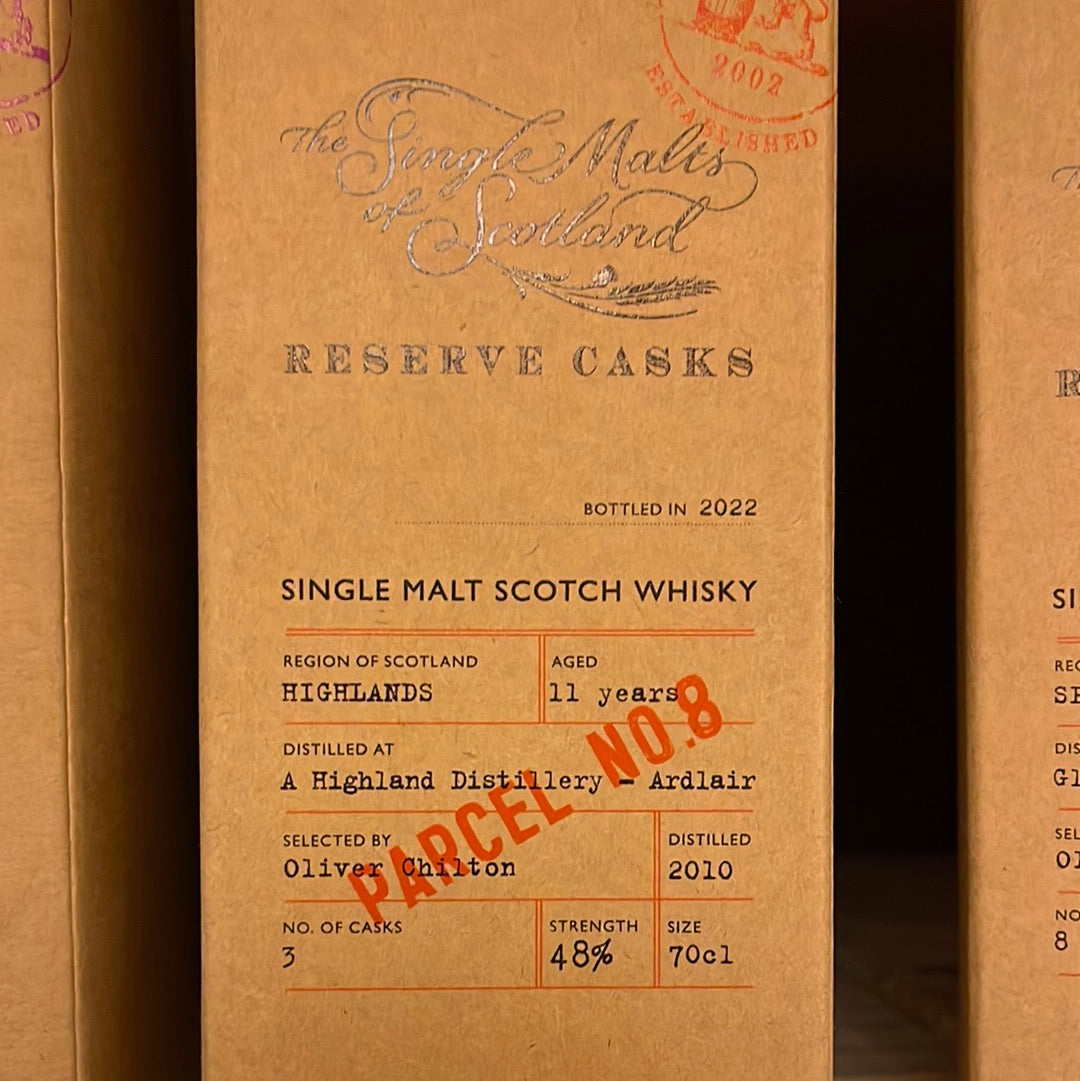 2002
ESTABLISHED
The Single Malts
of Scotland
RESERVE CASKS
BOTTLED IN 2022
SINGLE MALT SCOTCH WHISKY
REGION OF SCOTLAND
HIGHLANDS
AGED
11 years
DISTILLED AT
A Highland Distillery - Ardlair
PARCEL NO.8
SELECTED BY
Oliver Chilton
DISTILLED
2010
NO. OF CASKS
3
STRENGTH
48%
SIZE
70cl
ED
8